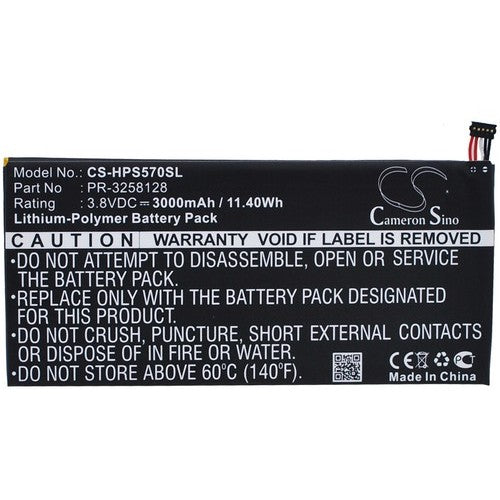 Model No. : CS-HPS570SL
Part No : PR-3258128
Rating : 3.8VDC 3000mAh / 11.40Wh
Lithium-Polymer Battery Pack
Cameron Sino
CAUTION WARRANTY VOID IF LABEL IS REMOVED
• DO NOT ATTEMPT TO DISASSEMBLE, OPEN OR SERVICE
THE BATTERY PACK.
• REPLACE ONLY WITH THE BATTERY PACK
DESIGNATED FOR THIS PRODUCT.
• DO NOT CRUSH, PUNCTURE, SHORT EXTERNAL CONTACTS OR
DISPOSE OF IN FIRE.
• DO NOT STORE ABOVE 60°C (140°F)
CE FC RoHS
Made In China